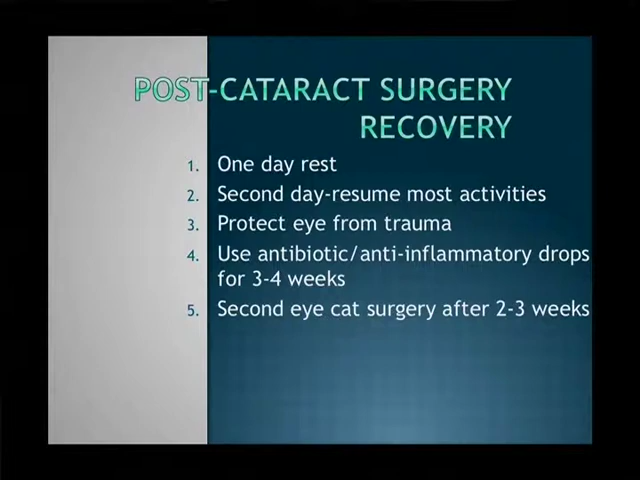 POST-CATARACT SURGERY
RECOVERY
1. One day rest
2. Second day-resume most activities
3. Protect eye from trauma
4. Use antibiotic/anti-inflammatory drops
for 3-4 weeks
5. Second eye cat surgery after 2-3 weeks